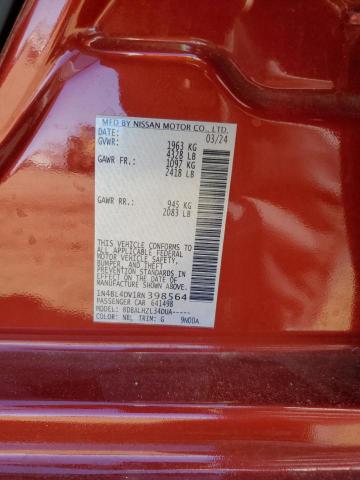 MFD BY NISSAN MOTOR CO., LTD.
DATE: 03/24
GVWR: 1963 KG
4328 LB
GAWR FR.: 1097 KG
2418 LB
GAWR RR.: 945 KG
2083 LB
THIS VEHICLE CONFORMS TO
ALL APPLICABLE FEDERAL
MOTOR VEHICLE SAFETY,
BUMPER, AND THEFT
PREVENTION STANDARDS IN
EFFECT ON THE DATE OF
MANUFACTURE SHOWN ABOVE.
1N4BL4DV1RN398564
PASSENGER CAR 641498
MODEL: BDBALHZL34DUA-----
COLOR: NBL TRIM: G